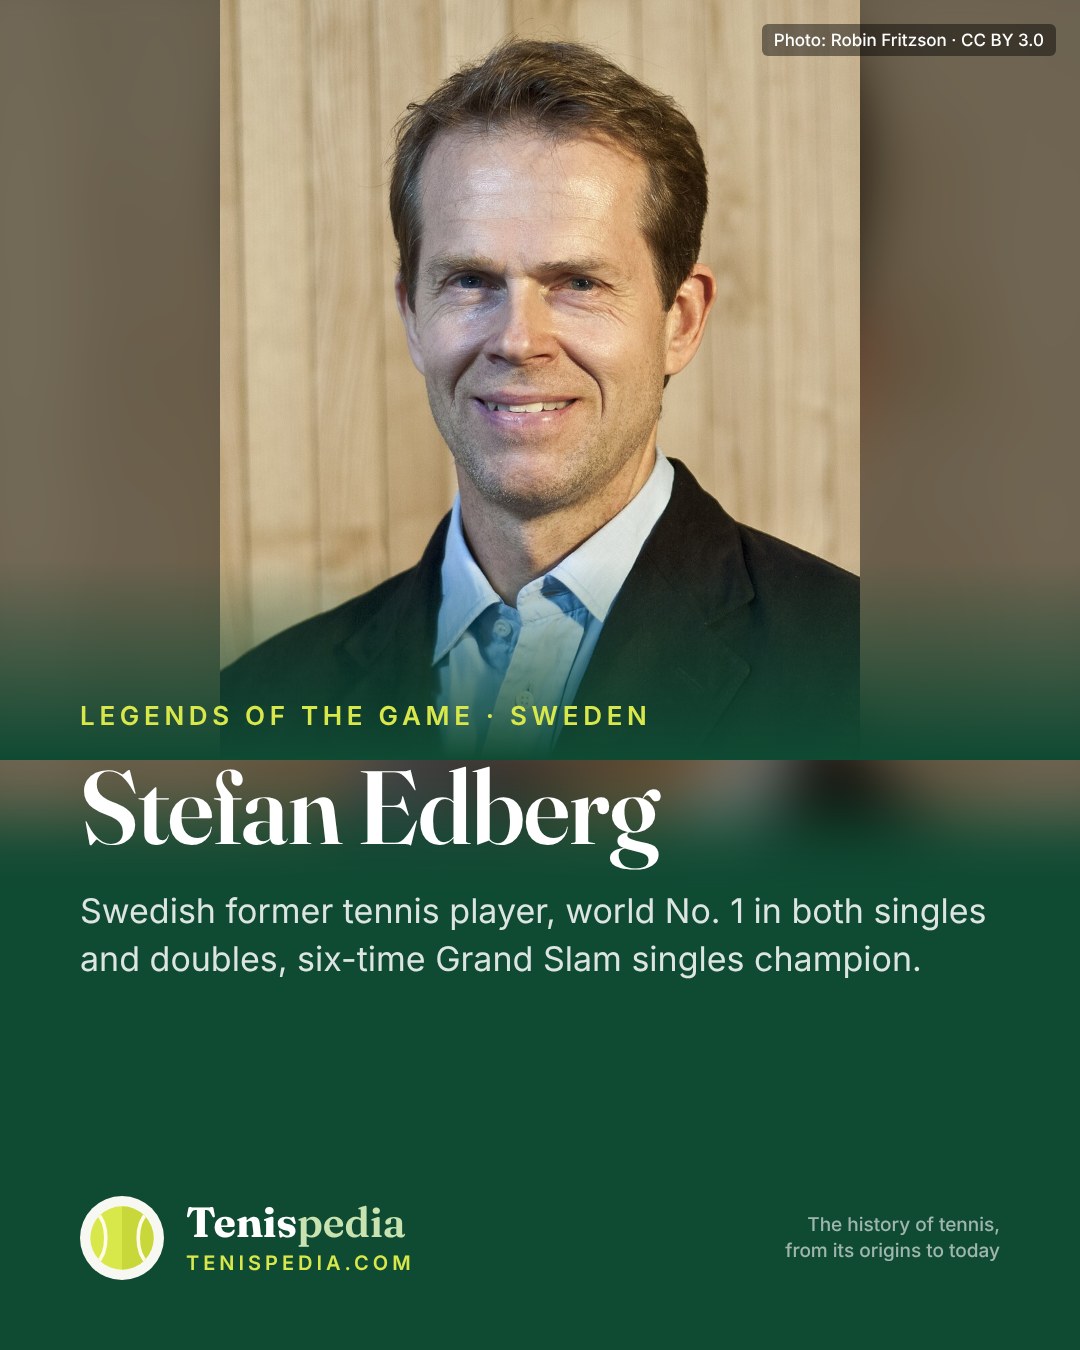 Photo: Robin Fritzson · CC BY 3.0
LEGENDS OF THE GAME · SWEDEN
Stefan Edberg
Swedish former tennis player, world No. 1 in both singles
and doubles, six-time Grand Slam singles champion.
Tenispedia
TENISPEDIA.COM
The history of tennis,
from its origins to today